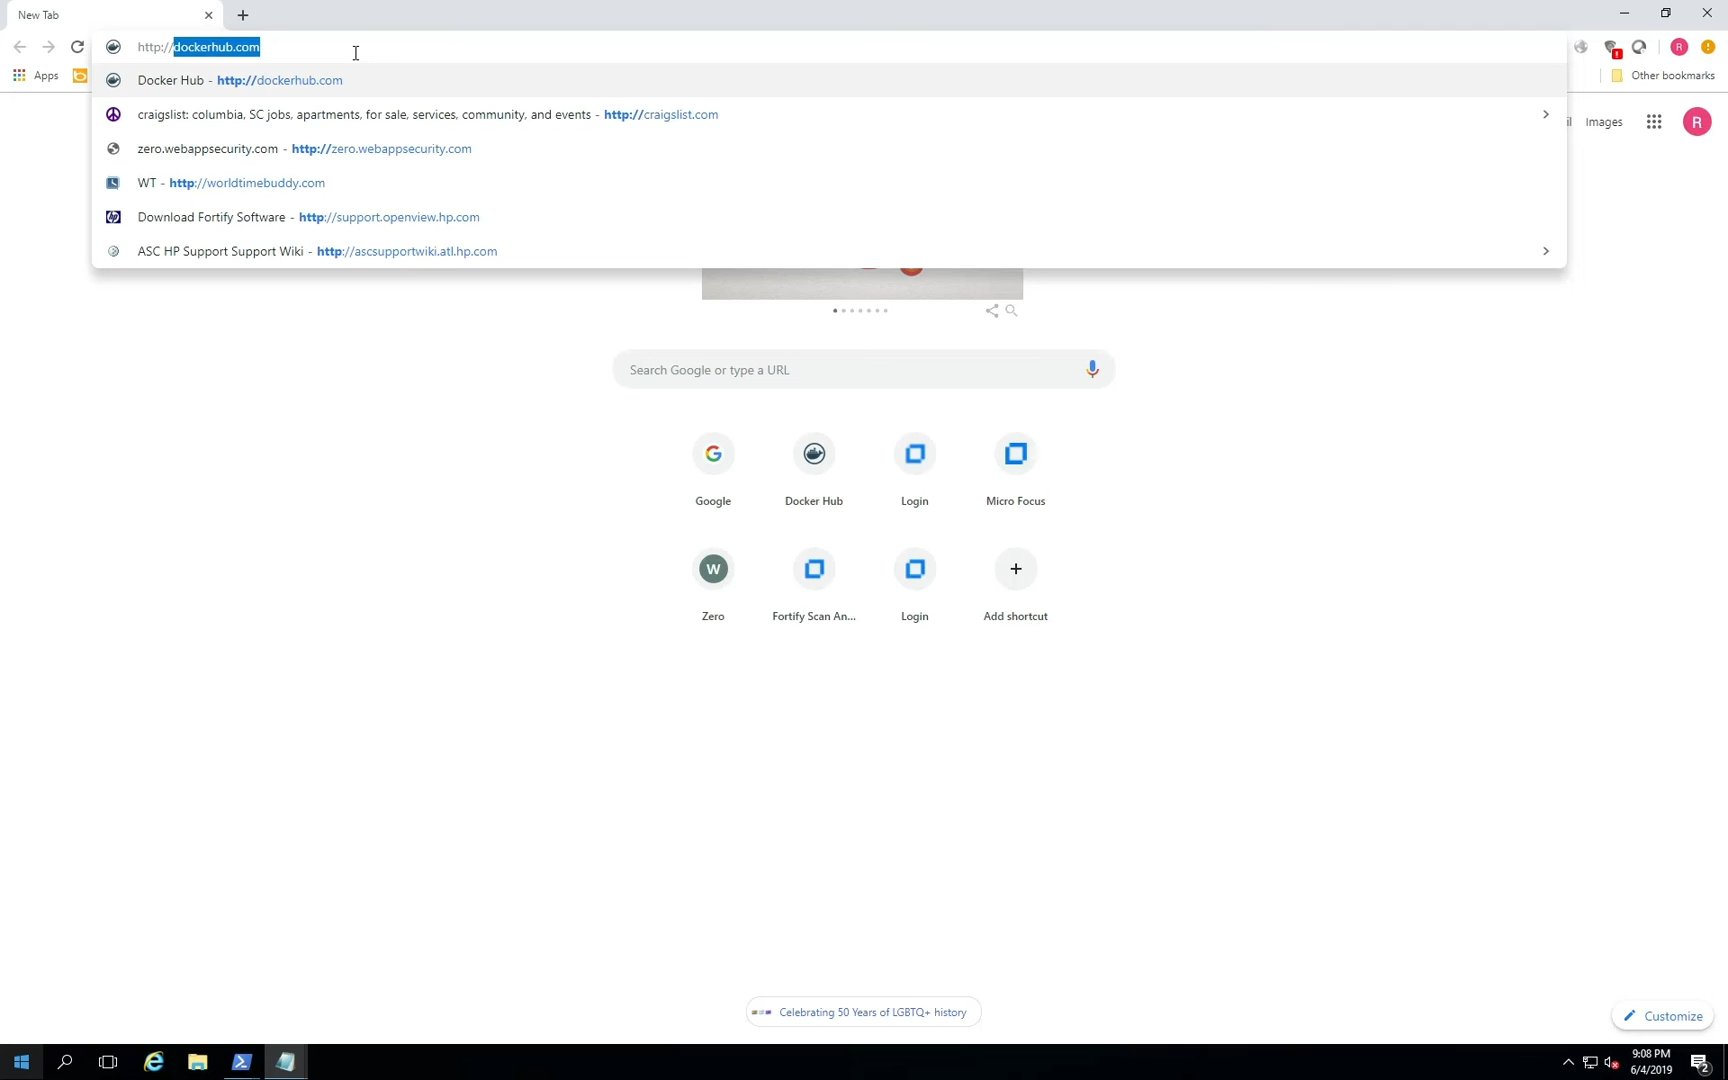 New Tab
http://dockerhub.com
Docker Hub - http://dockerhub.com
craigslist: columbia, SC jobs, apartments, for sale, services, community, and events - http://craigslist.com
zero.webappsecurity.com - http://zero.webappsecurity.com
WT - http://worldtimebuddy.com
Download Fortify Software - http://support.openview.hp.com
ASC HP Support Support Wiki - http://ascsupportwiki.atl.hp.com
R
Apps
Other bookmarks
Images
R
Search Google or type a URL
Google
Docker Hub
Login
Micro Focus
W
Zero
Fortify Scan An...
Login
Add shortcut
Celebrating 50 Years of LGBTQ+ history
Customize
9:08 PM
6/4/2019
2